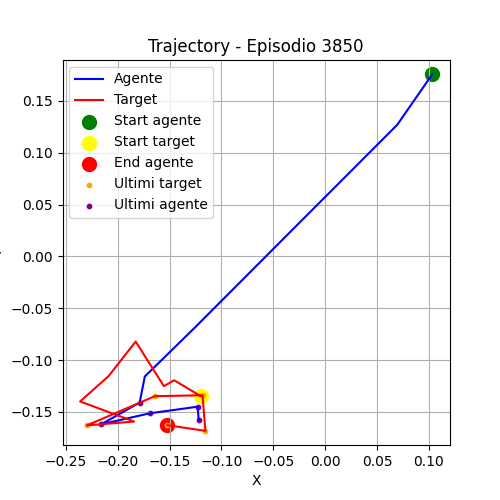 Trajectory - Episodio 3850
Agente
Target
Start agente
Start target
End agente
Ultimi target
Ultimi agente
0.15
0.10
0.05
0.00
−0.05
−0.10
−0.15
−0.25 −0.20 −0.15 −0.10 −0.05 0.00 0.05 0.10
X